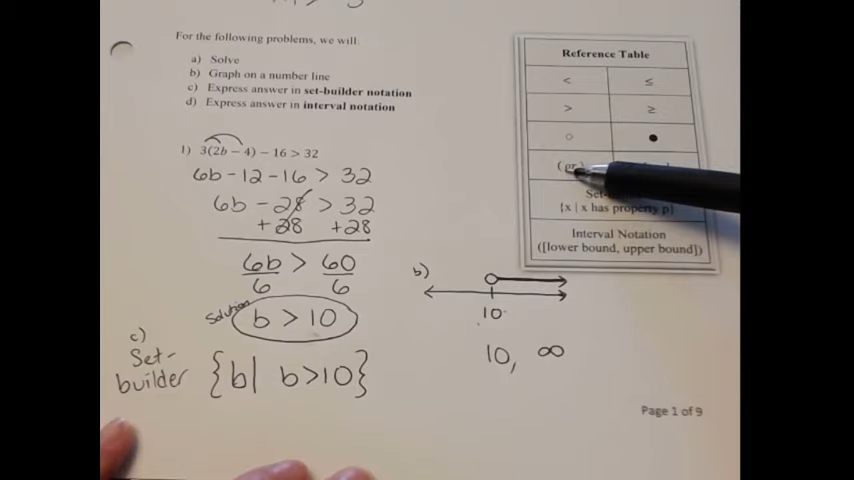 For the following problems, we will:
a) Solve
b) Graph on a number line
c) Express answer in set-builder notation
d) Express answer in interval notation
1) 3(2b − 4) − 16 > 32
6b − 12 − 16 > 32
6b − 28 > 32
+28 +28
6b > 60
6 6
Solution b > 10
c)
Set-
builder
{b| b>10}
b)
10
10, ∞
Reference Table
< ≤
> ≥
○ ●
( or
{x | x has property p}
Interval Notation
([lower bound, upper bound])
Page 1 of 9